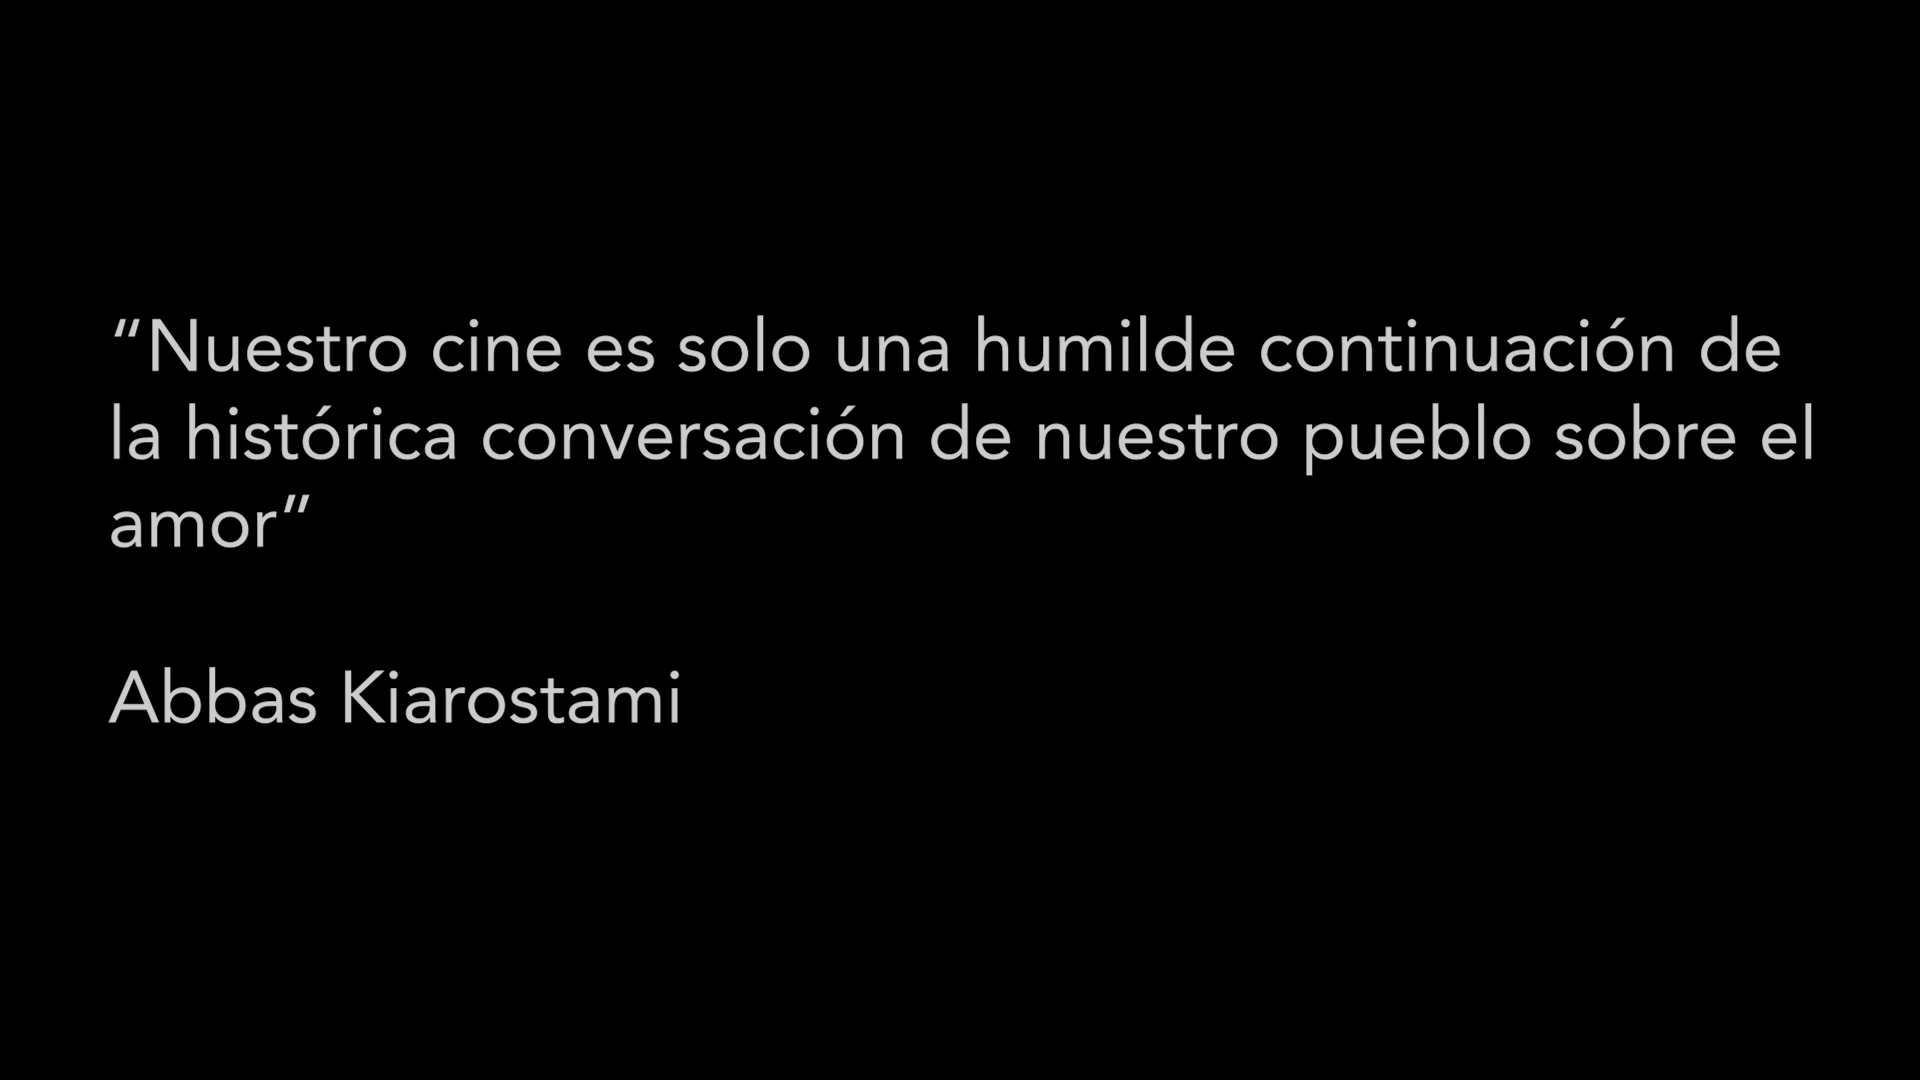 “Nuestro cine es solo una humilde continuación de
la histórica conversación de nuestro pueblo sobre el
amor”
Abbas Kiarostami